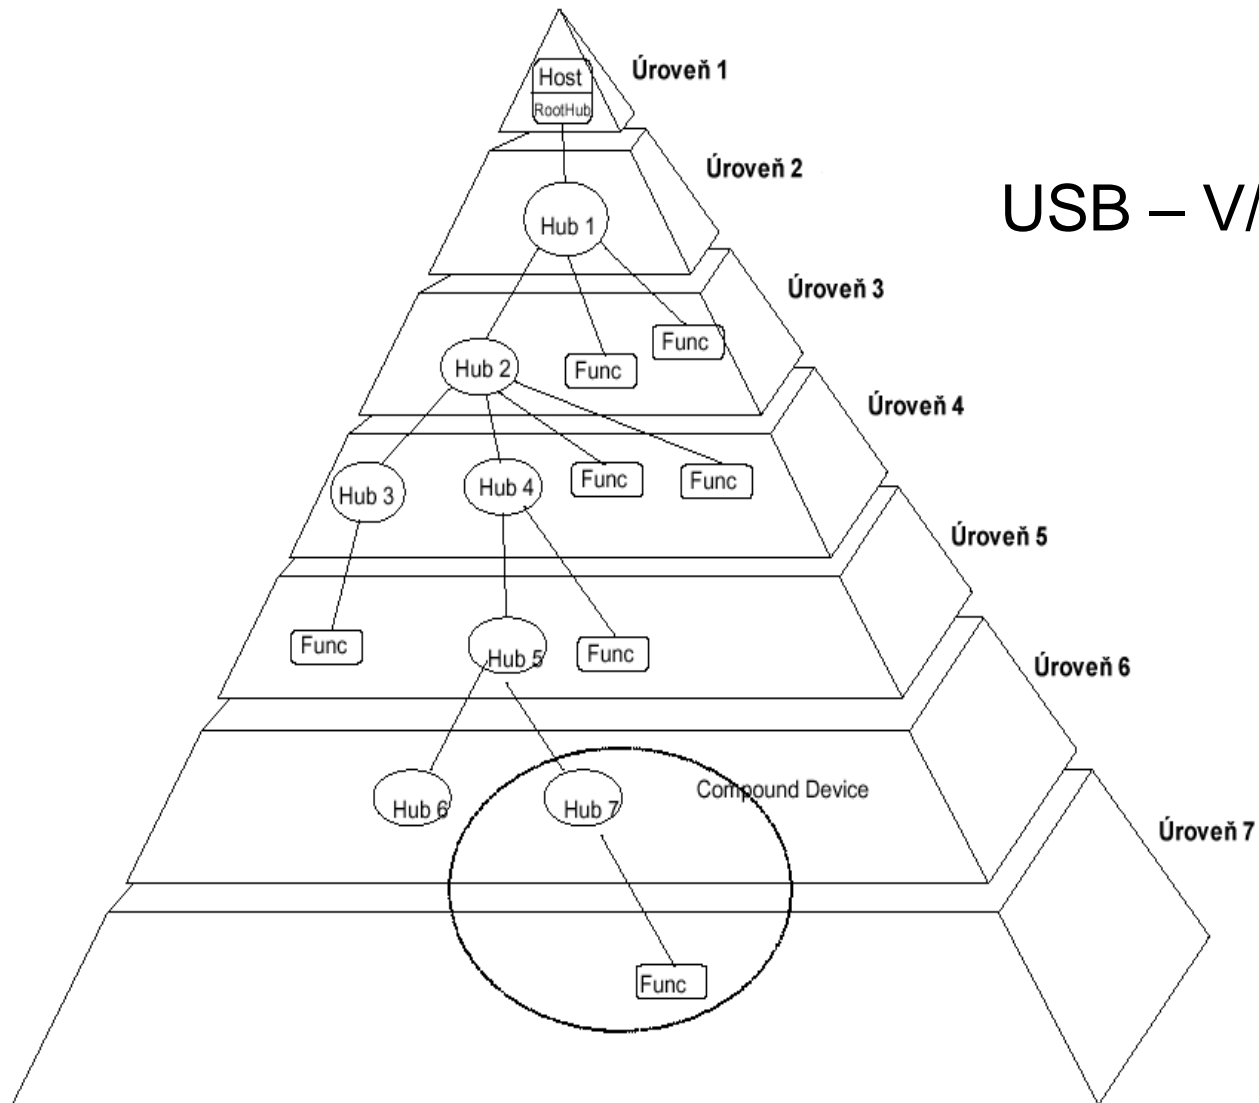 Host
RootHub
Úroveň 1
Úroveň 2
Hub 1
USB – V/
Úroveň 3
Func
Hub 2
Func
Úroveň 4
Hub 3
Hub 4
Func
Func
Úroveň 5
Func
Hub 5
Func
Úroveň 6
Hub 6
Hub 7
Compound Device
Úroveň 7
Func